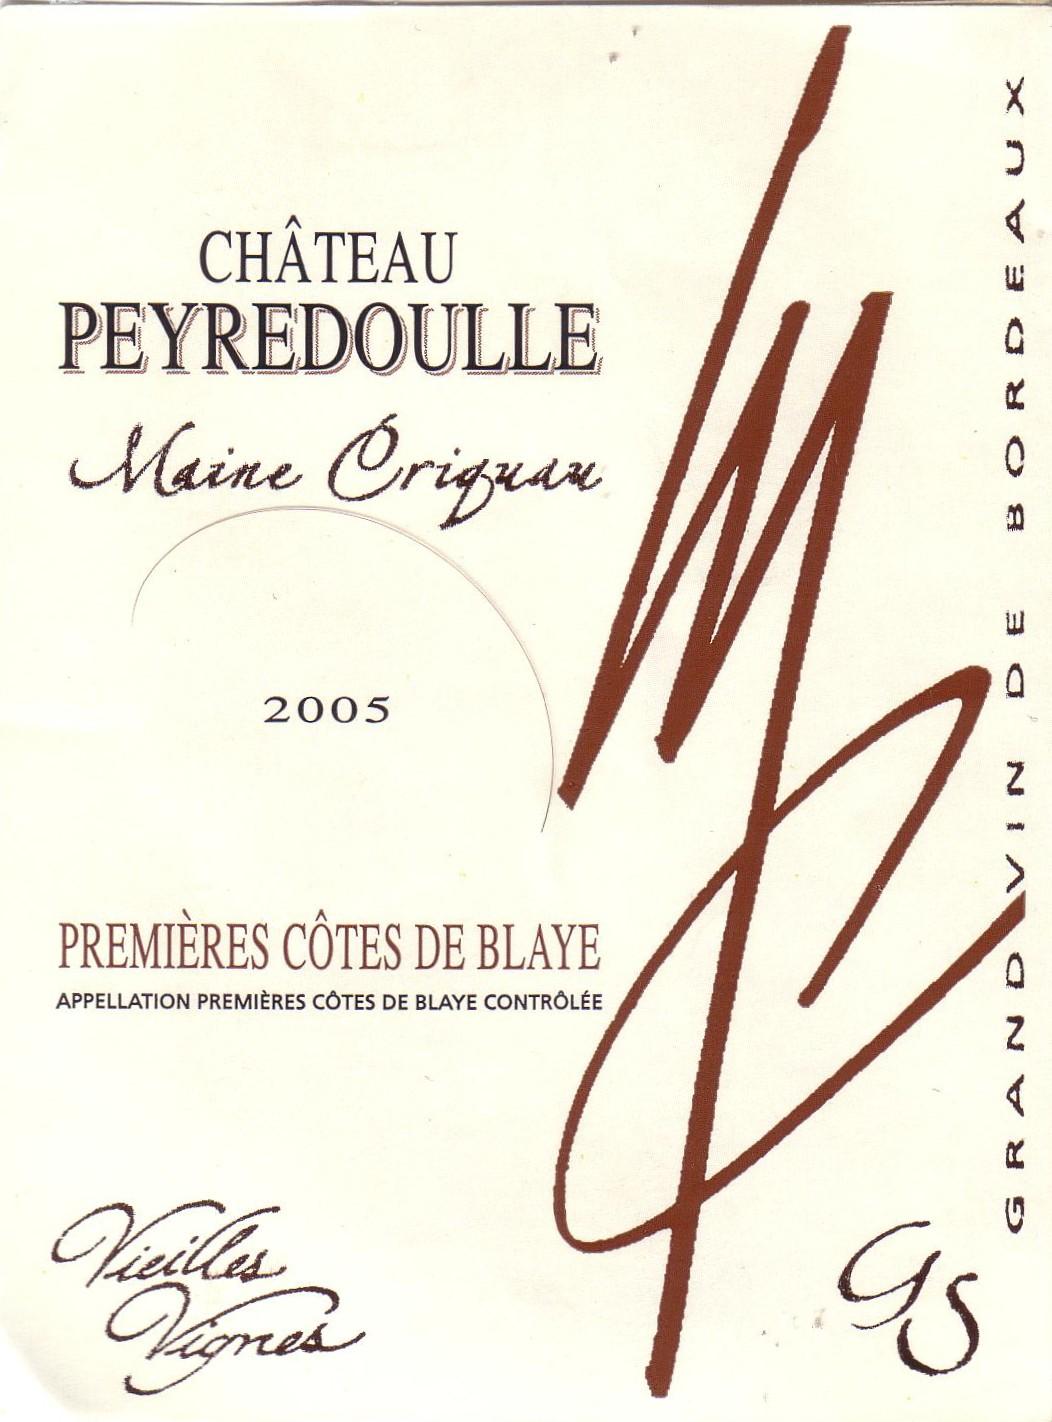 CHÂTEAU
PEYREDOULLE
Maine Criquau
2005
PREMIÈRES CÔTES DE BLAYE
APPELLATION PREMIÈRES CÔTES DE BLAYE CONTRÔLÉE
Vieilles
Vignes
GRAND VIN DE BORDEAUX
GS